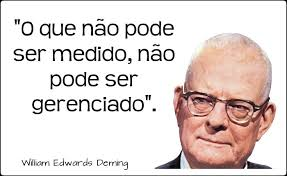 "O que não pode
ser medido, não
pode ser
gerenciado".
William Edwards Deming